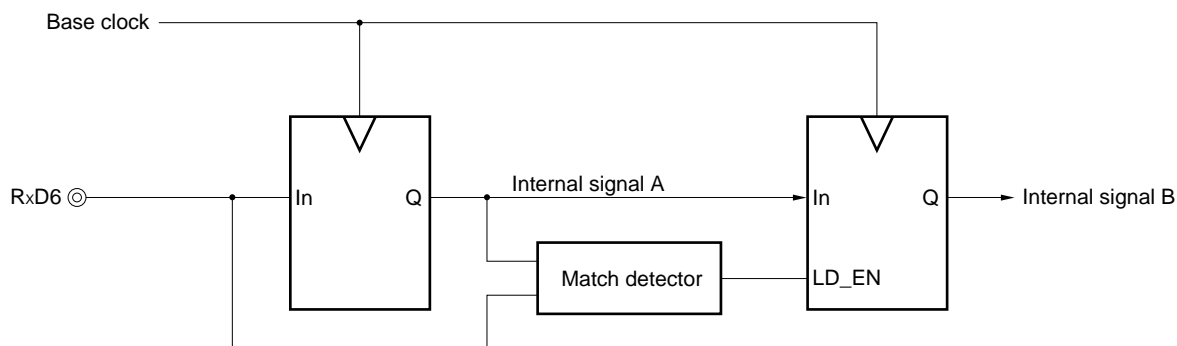 Base clock
RxD6
In
Q
Internal signal A
In
Q
Internal signal B
Match detector
LD_EN